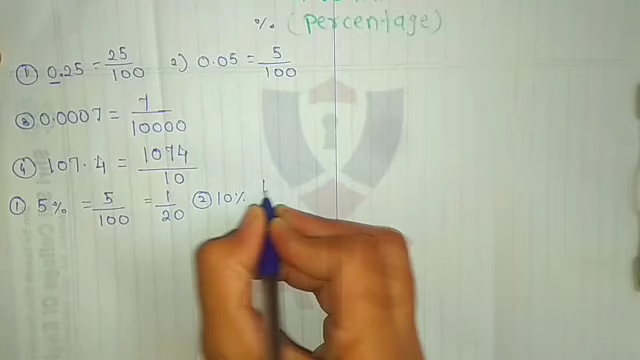 % (percentage)
① 0.25 = 25/100 2) 0.05 = 5/100
③ 0.0007 = 7/10000
④ 107.4 = 1074/10
① 5% = 5/100 = 1/20 ② 10%